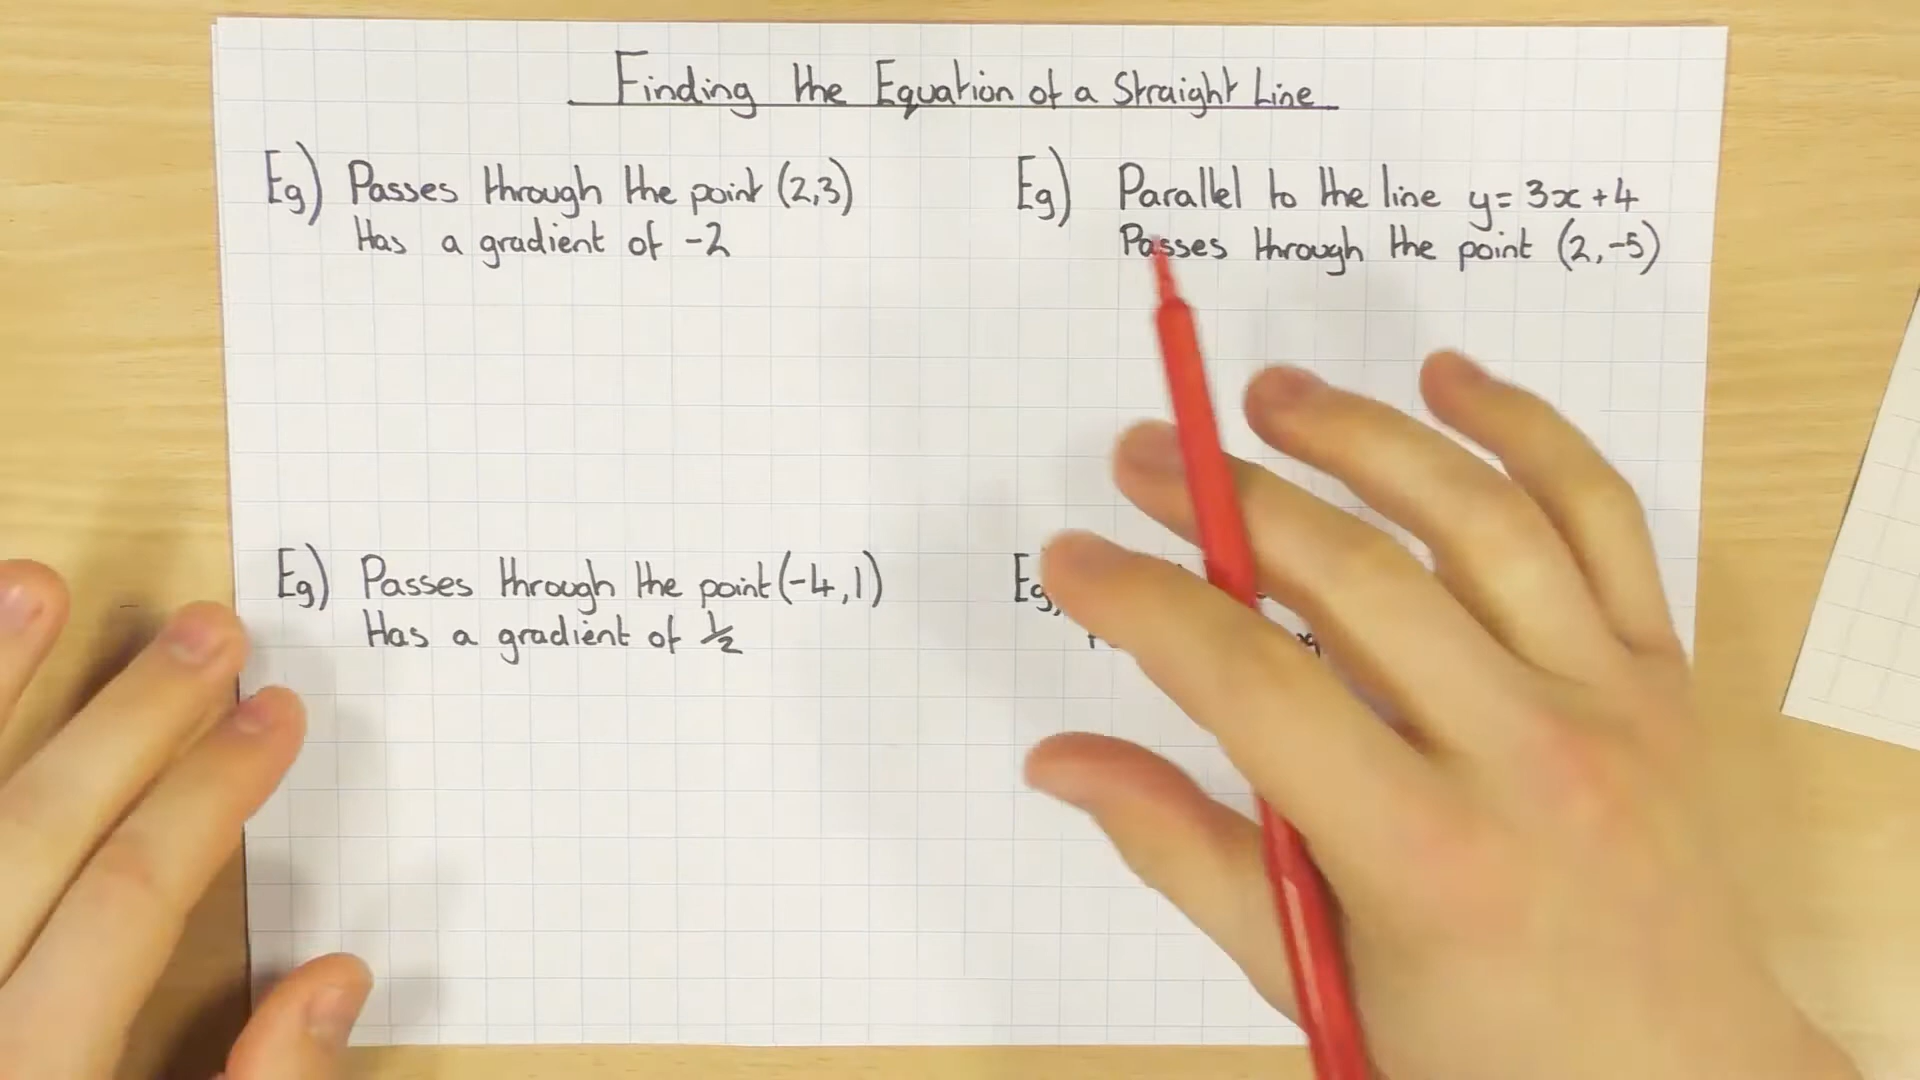 Finding the Equation of a Straight Line
Eg) Passes through the point (2,3)
Has a gradient of -2
Eg) Parallel to the line y = 3x + 4
Passes through the point (2,-5)
Eg) Passes through the point (-4,1)
Has a gradient of ½
Eg)